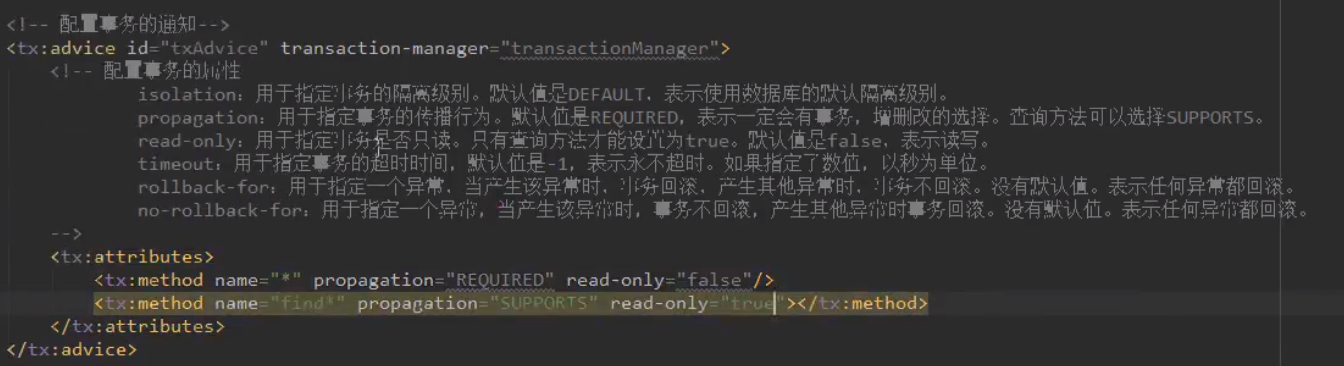 <!-- 配置事务的通知-->
<tx:advice id="txAdvice" transaction-manager="transactionManager">
<!-- 配置事务的属性
isolation：用于指定事务的隔离级别。默认值是DEFAULT，表示使用数据库的默认隔离级别。
propagation：用于指定事务的传播行为。默认值是REQUIRED，表示一定会有事务，增删改的选择。查询方法可以选择SUPPORTS。
read-only：用于指定事务是否只读。只有查询方法才能设置为true。默认值是false，表示读写。
timeout：用于指定事务的超时时间，默认值是-1，表示永不超时。如果指定了数值，以秒为单位。
rollback-for：用于指定一个异常，当产生该异常时，事务回滚，产生其他异常时，事务不回滚。没有默认值。表示任何异常都回滚。
no-rollback-for：用于指定一个异常，当产生该异常时，事务不回滚，产生其他异常时事务回滚。没有默认值。表示任何异常都回滚。
-->
<tx:attributes>
<tx:method name="*" propagation="REQUIRED" read-only="false"/>
<tx:method name="find*" propagation="SUPPORTS" read-only="true"></tx:method>
</tx:attributes>
</tx:advice>